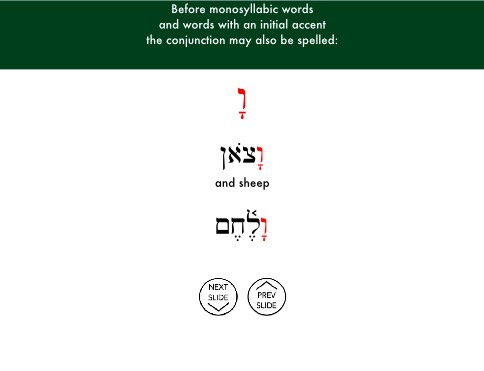 Before monosyllabic words
and words with an initial accent
the conjunction may also be spelled:
וָ
וָצֹאן
and sheep
וָלֶ֫חֶם
NEXT
SLIDE
PREV
SLIDE